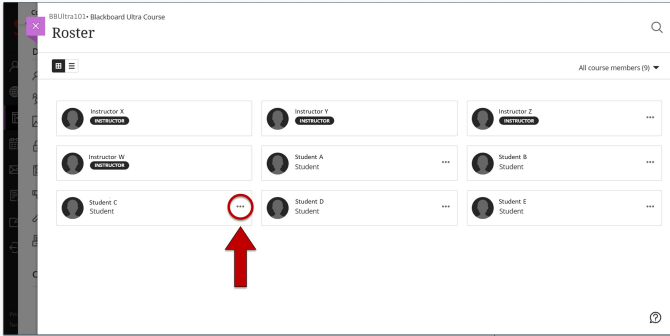 BBUltra101• Blackboard Ultra Course
Roster
All course members (9)
Instructor X
INSTRUCTOR
Instructor Y
INSTRUCTOR
Instructor Z
INSTRUCTOR
Instructor W
INSTRUCTOR
Student A
Student
Student B
Student
Student C
Student
Student D
Student
Student E
Student